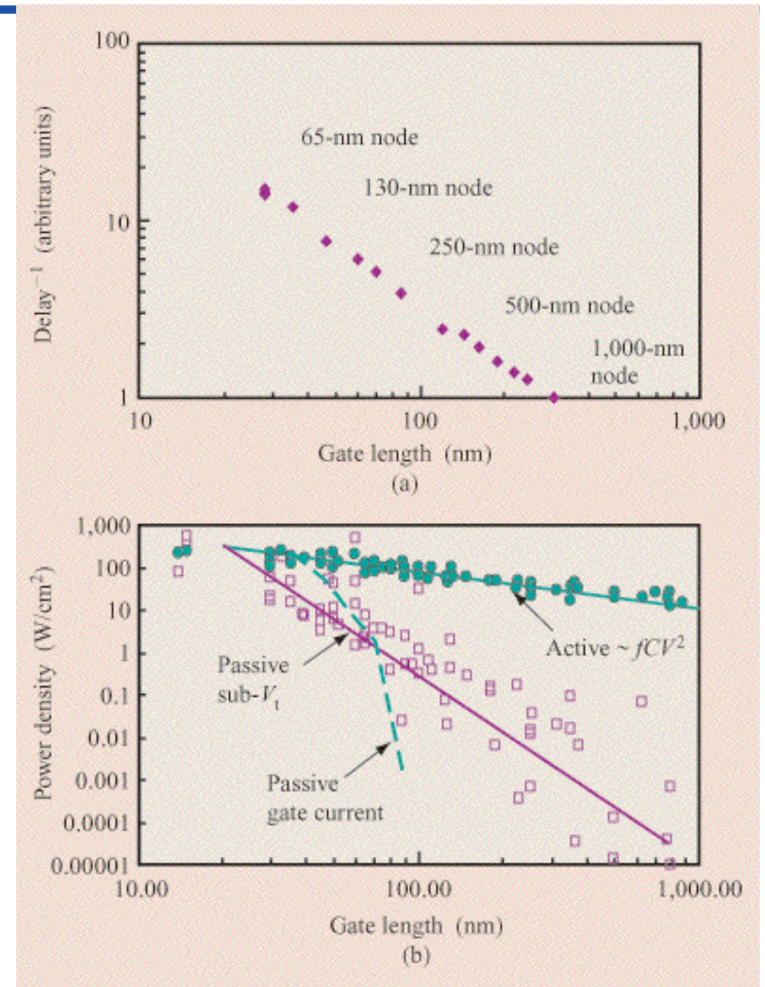 100
10
1
Delay⁻¹ (arbitrary units)
65-nm node
130-nm node
250-nm node
500-nm node
1,000-nm
node
10
100
1,000
Gate length (nm)
(a)
1,000
100
10
1
0.1
0.01
0.001
0.0001
0.00001
Power density (W/cm²)
Active ~ fCV²
Passive
sub-Vₜ
Passive
gate current
10.00
100.00
1,000.00
Gate length (nm)
(b)